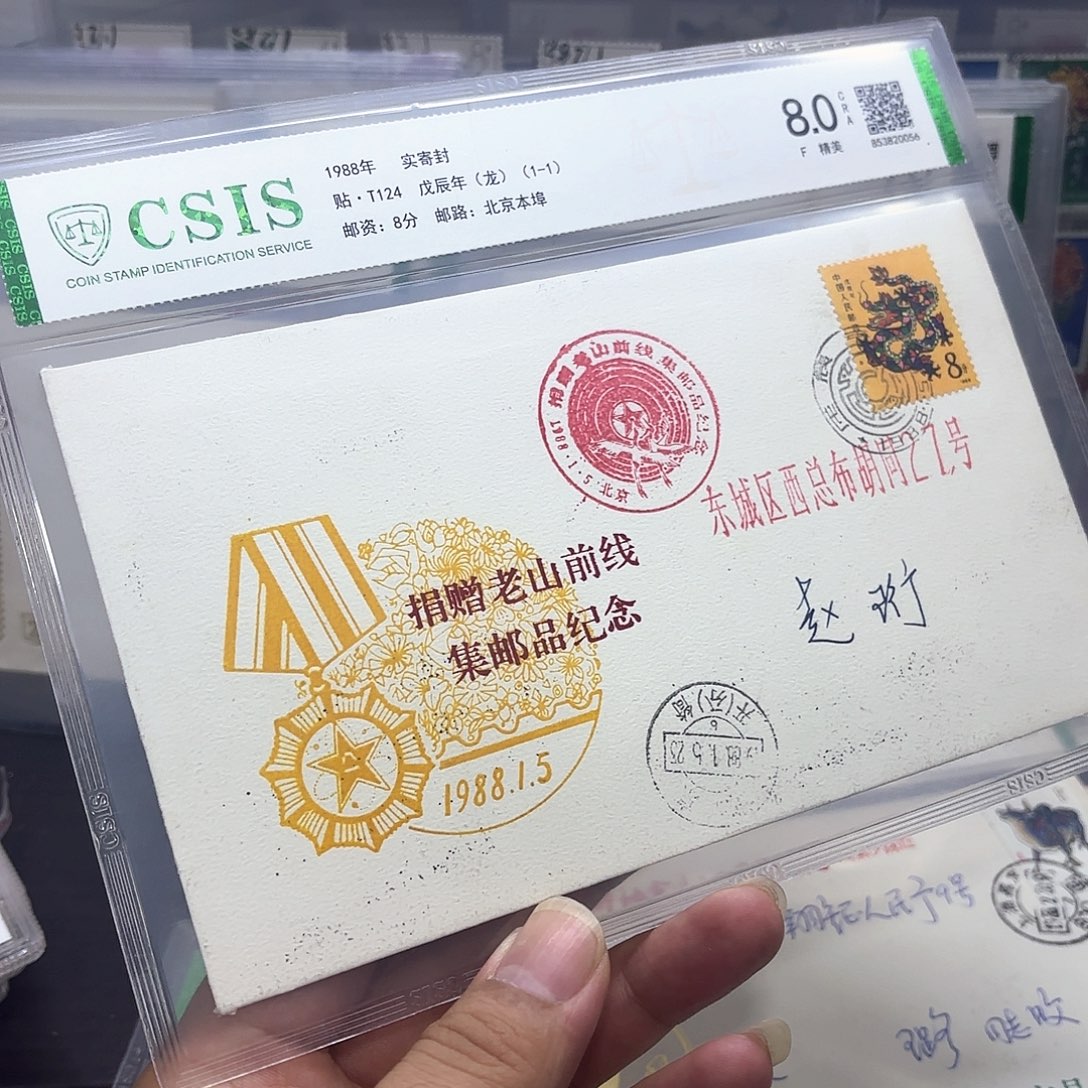 CSIS
COIN STAMP IDENTIFICATION SERVICE
1988年 实寄封
贴·T124 戊辰年（龙）（1-1）
邮资：8分 邮路：北京本埠
8.0
CRA
F 精美
853820056
捐赠老山前线集邮品纪念
1988·1·5 北京
中国人民邮政
8分
东城区西总布胡同27号
赵珩
捐赠老山前线
集邮品纪念
1988.1.5
CSIS